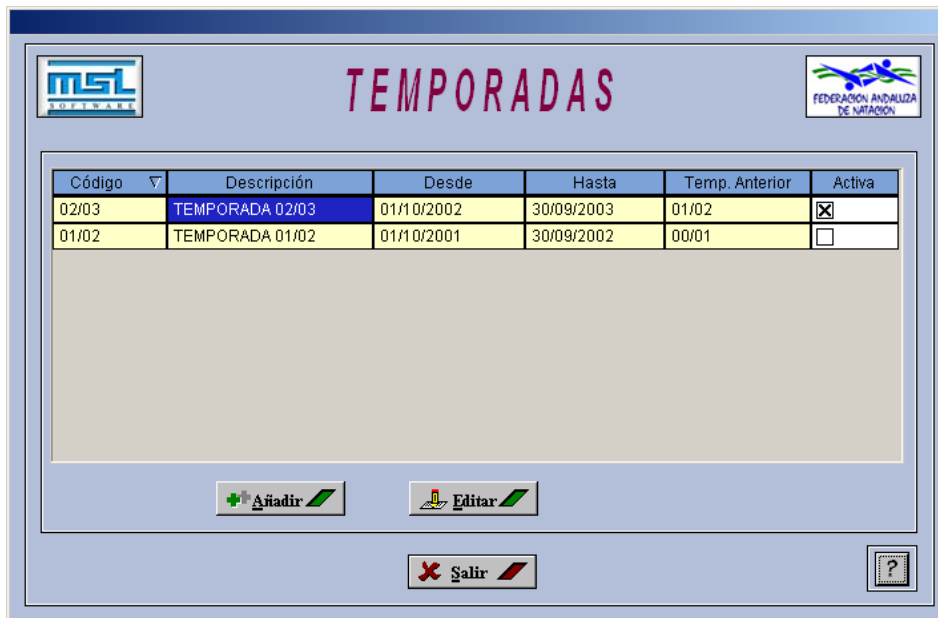 msl
SOFTWARE
TEMPORADAS
FEDERACIÓN ANDALUZA
DE NATACIÓN
Código Descripción Desde Hasta Temp. Anterior Activa
02/03 TEMPORADA 02/03 01/10/2002 30/09/2003 01/02
01/02 TEMPORADA 01/02 01/10/2001 30/09/2002 00/01
Añadir Editar
Salir ?